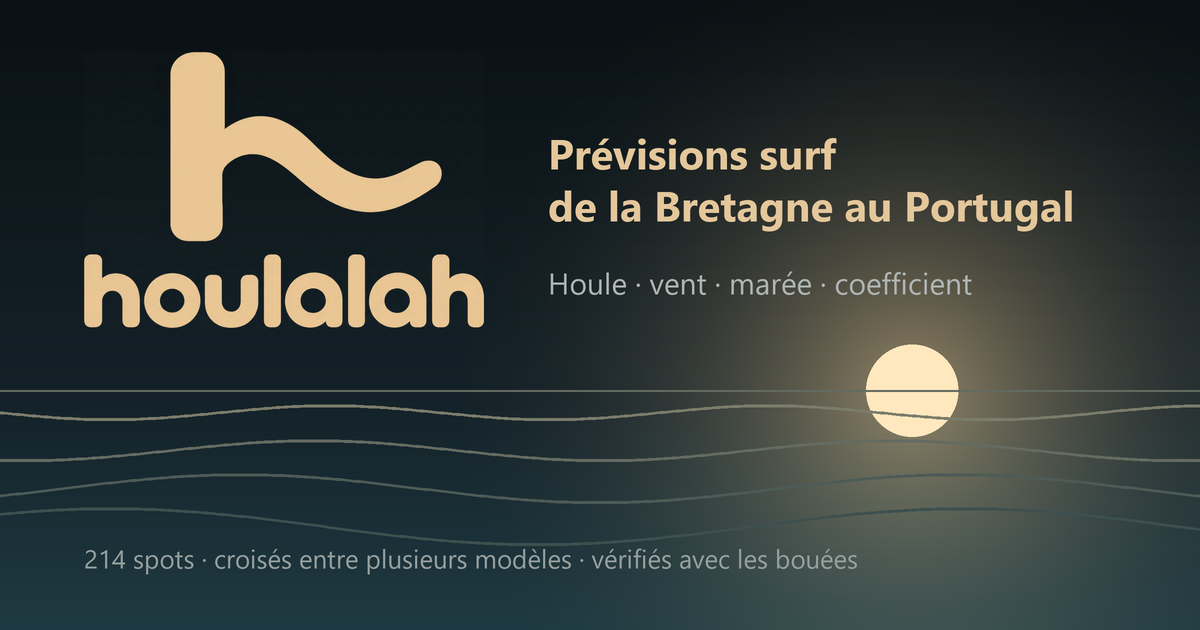 h
houlalah
Prévisions surf
de la Bretagne au Portugal
Houle · vent · marée · coefficient
214 spots · croisés entre plusieurs modèles · vérifiés avec les bouées